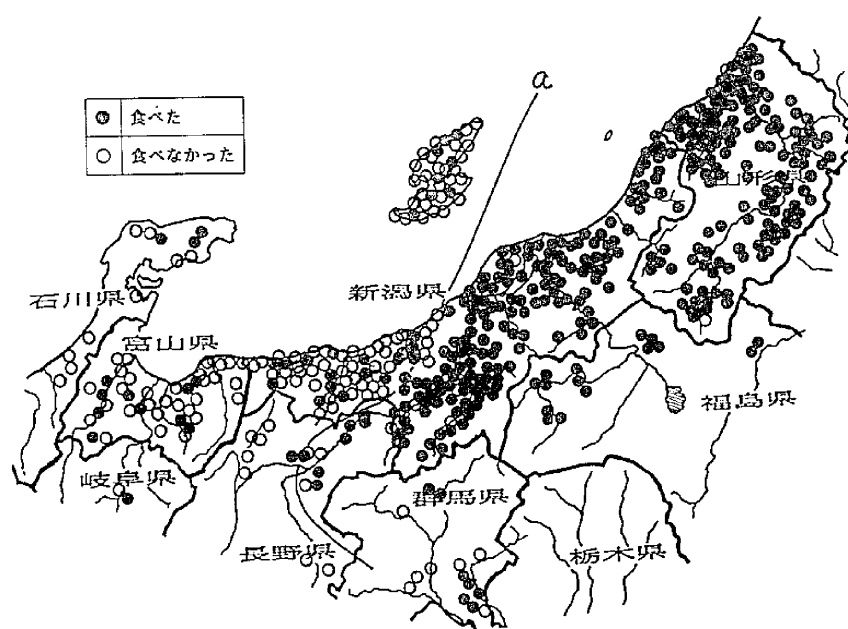 食べた
食べなかった
a
山形県
石川県
新潟県
富山県
福島県
岐阜県
群馬県
長野県
栃木県